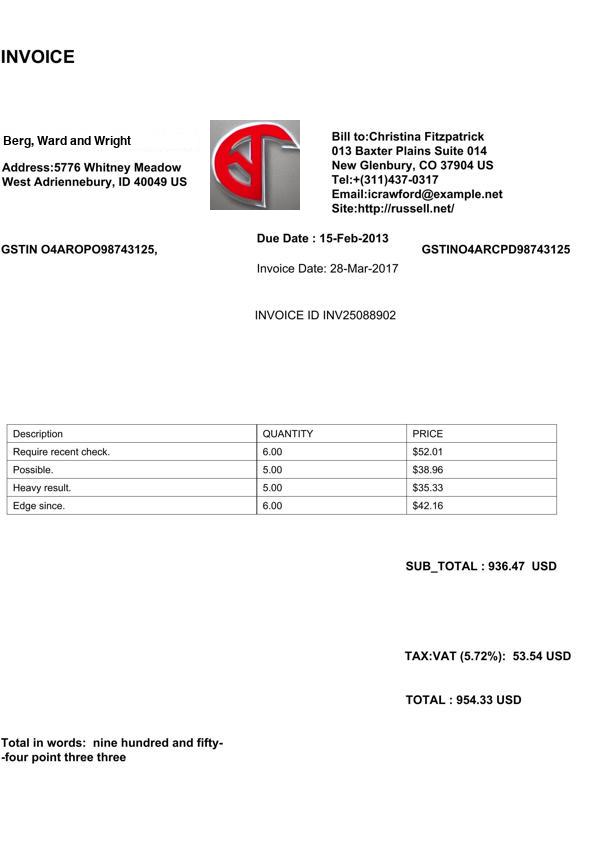 INVOICE
Berg, Ward and Wright
Address:5776 Whitney Meadow
West Adriennebury, ID 40049 US
Bill to:Christina Fitzpatrick
013 Baxter Plains Suite 014
New Glenbury, CO 37904 US
Tel:+(311)437-0317
Email:icrawford@example.net
Site:http://russell.net/
GSTIN O4AROPO98743125,
Due Date : 15-Feb-2013
GSTINO4ARCPD98743125
Invoice Date: 28-Mar-2017
INVOICE ID INV25088902
Description QUANTITY PRICE
Require recent check. 6.00 $52.01
Possible. 5.00 $38.96
Heavy result. 5.00 $35.33
Edge since. 6.00 $42.16
SUB_TOTAL : 936.47 USD
TAX:VAT (5.72%): 53.54 USD
TOTAL : 954.33 USD
Total in words: nine hundred and fifty-
-four point three three